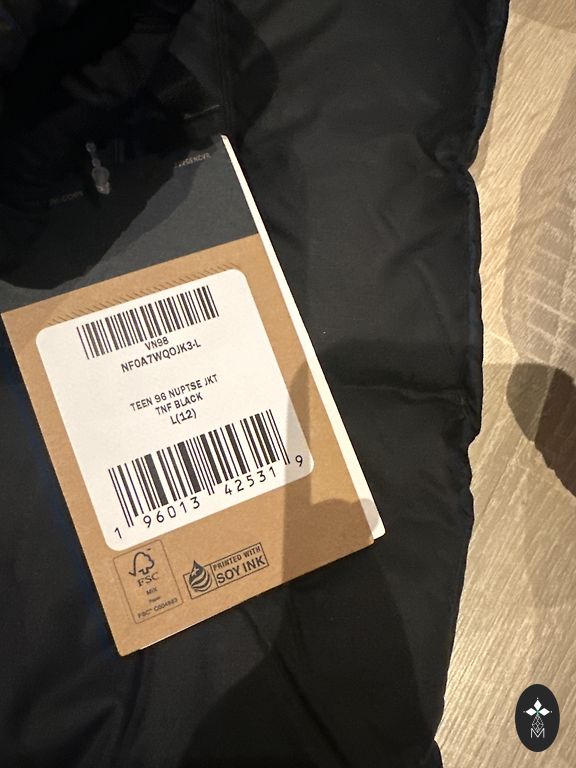 VN98
NF0A7WQOJK3-L
TEEN 96 NUPTSE JKT
TNF BLACK
L(12)
1 96013 42531 9
FSC
MIX
Paper
PRINTED WITH
SOY INK
M